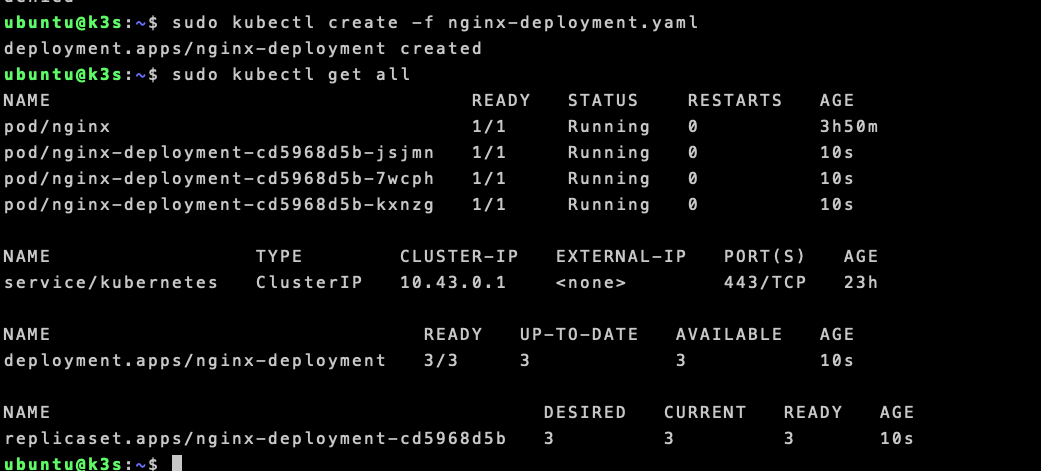 denied
ubuntu@k3s:~$ sudo kubectl create -f nginx-deployment.yaml
deployment.apps/nginx-deployment created
ubuntu@k3s:~$ sudo kubectl get all
NAME READY STATUS RESTARTS AGE
pod/nginx 1/1 Running 0 3h50m
pod/nginx-deployment-cd5968d5b-jsjmn 1/1 Running 0 10s
pod/nginx-deployment-cd5968d5b-7wcph 1/1 Running 0 10s
pod/nginx-deployment-cd5968d5b-kxnzg 1/1 Running 0 10s
NAME TYPE CLUSTER-IP EXTERNAL-IP PORT(S) AGE
service/kubernetes ClusterIP 10.43.0.1 <none> 443/TCP 23h
NAME READY UP-TO-DATE AVAILABLE AGE
deployment.apps/nginx-deployment 3/3 3 3 10s
NAME DESIRED CURRENT READY AGE
replicaset.apps/nginx-deployment-cd5968d5b 3 3 3 10s
ubuntu@k3s:~$